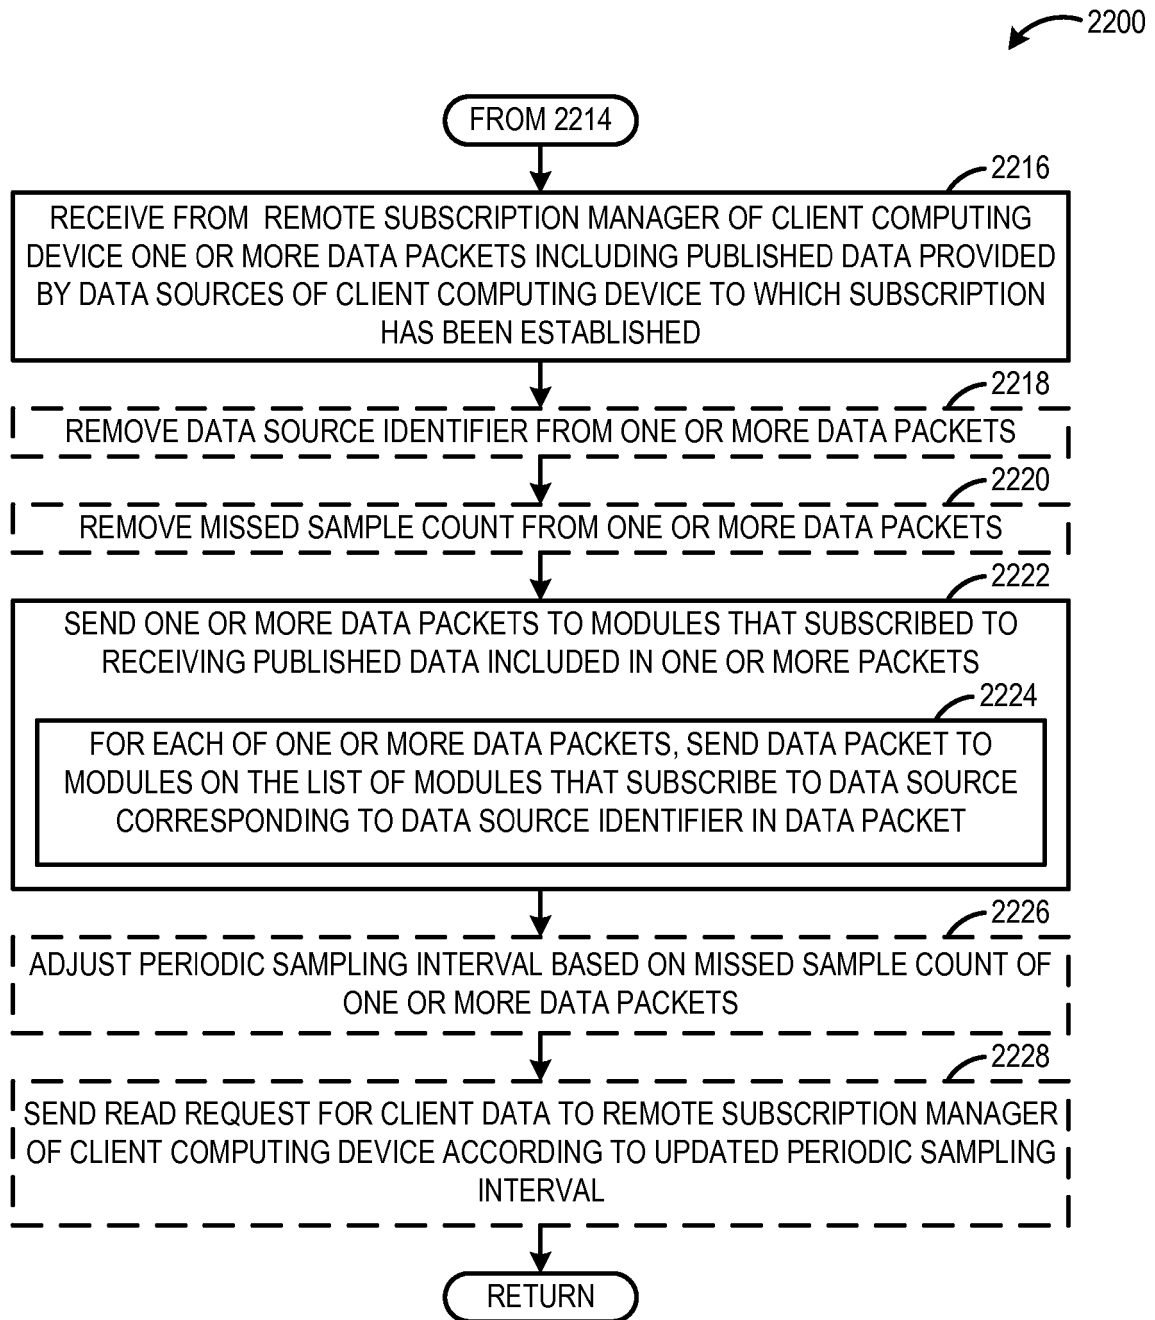 2200
FROM 2214
2216
RECEIVE FROM REMOTE SUBSCRIPTION MANAGER OF CLIENT COMPUTING
DEVICE ONE OR MORE DATA PACKETS INCLUDING PUBLISHED DATA PROVIDED
BY DATA SOURCES OF CLIENT COMPUTING DEVICE TO WHICH SUBSCRIPTION
HAS BEEN ESTABLISHED
2218
REMOVE DATA SOURCE IDENTIFIER FROM ONE OR MORE DATA PACKETS
2220
REMOVE MISSED SAMPLE COUNT FROM ONE OR MORE DATA PACKETS
2222
SEND ONE OR MORE DATA PACKETS TO MODULES THAT SUBSCRIBED TO
RECEIVING PUBLISHED DATA INCLUDED IN ONE OR MORE PACKETS
2224
FOR EACH OF ONE OR MORE DATA PACKETS, SEND DATA PACKET TO
MODULES ON THE LIST OF MODULES THAT SUBSCRIBE TO DATA SOURCE
CORRESPONDING TO DATA SOURCE IDENTIFIER IN DATA PACKET
2226
ADJUST PERIODIC SAMPLING INTERVAL BASED ON MISSED SAMPLE COUNT OF
ONE OR MORE DATA PACKETS
2228
SEND READ REQUEST FOR CLIENT DATA TO REMOTE SUBSCRIPTION MANAGER
OF CLIENT COMPUTING DEVICE ACCORDING TO UPDATED PERIODIC SAMPLING
INTERVAL
RETURN